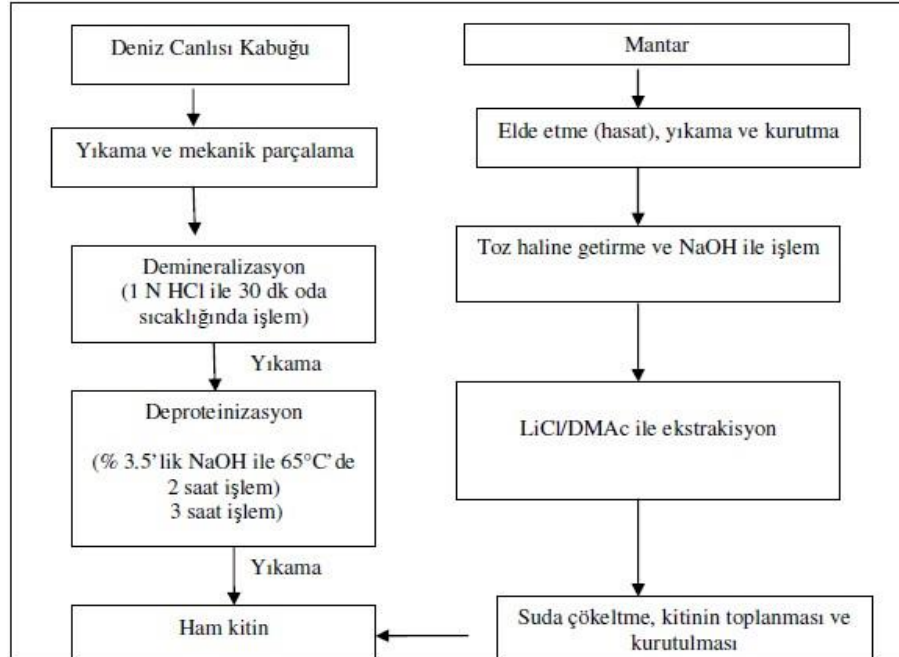 Deniz Canlısı Kabuğu
Yıkama ve mekanik parçalama
Demineralizasyon
(1 N HCl ile 30 dk oda
sıcaklığında işlem)
Yıkama
Deproteinizasyon
(% 3.5'lik NaOH ile 65°C'de
2 saat işlem)
3 saat işlem)
Yıkama
Ham kitin
Mantar
Elde etme (hasat), yıkama ve kurutma
Toz haline getirme ve NaOH ile işlem
LiCl/DMAc ile ekstrakisyon
Suda çökeltme, kitinin toplanması ve
kurutulması